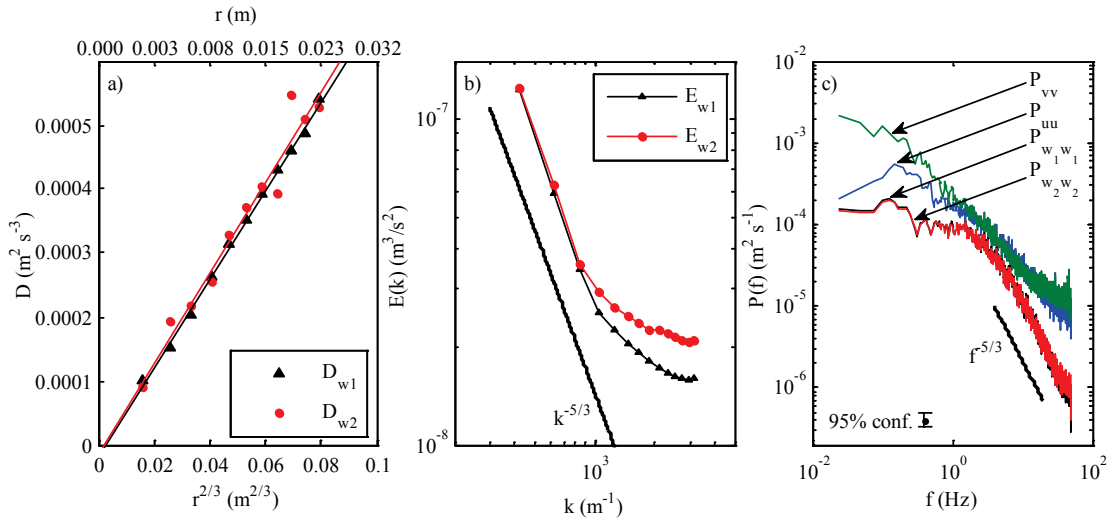 r (m)
0.000 0.003 0.008 0.015 0.023 0.032
a)
D (m² s⁻³)
0.0005
0.0004
0.0003
0.0002
0.0001
0
D_w1
D_w2
0 0.02 0.04 0.06 0.08 0.1
r^2/3 (m^2/3)
b)
E_w1
E_w2
E(k) (m³/s²)
10⁻⁷
10⁻⁸
k^-5/3
10³
k (m⁻¹)
c)
P_vv
P_uu
P_w₁w₁
P_w₂w₂
P(f) (m² s⁻¹)
10⁻²
10⁻³
10⁻⁴
10⁻⁵
10⁻⁶
f^-5/3
95% conf.
10⁻² 10⁰ 10²
f (Hz)